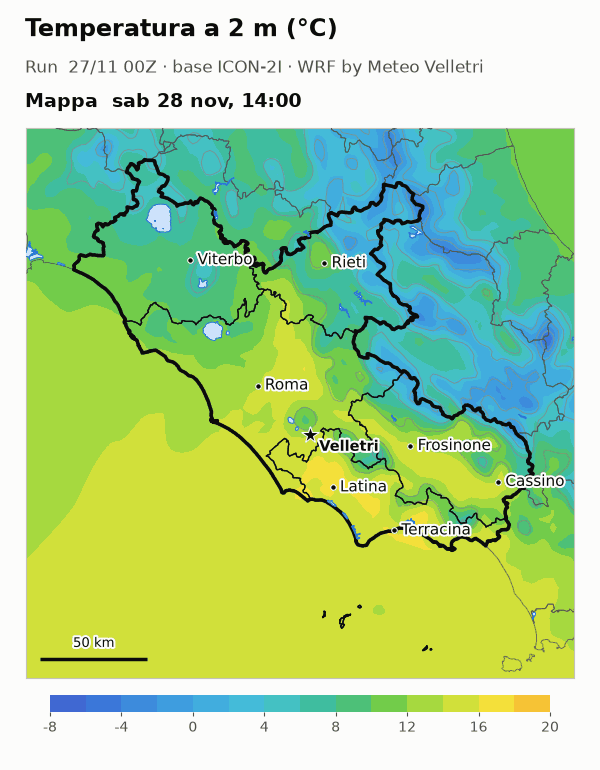 Temperatura a 2 m (°C)
Run  27/11 00Z · base ICON-2I · WRF by Meteo Velletri
Mappa  sab 28 nov, 14:00
Viterbo
Rieti
Roma
Velletri
Frosinone
Cassino
Latina
Terracina
50 km
-8 -4 0 4 8 12 16 20